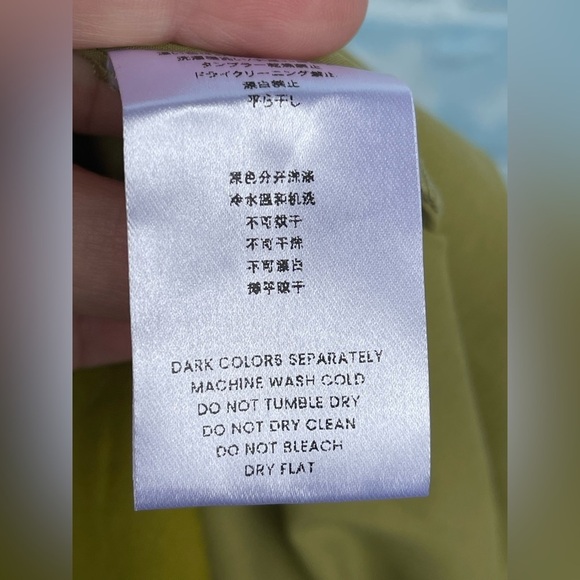 タンブラー乾燥禁止
ドライクリーニング禁止
漂白禁止
平ら干し
深色分开洗涤
冷水温和机洗
不可烘干
不可干洗
不可漂白
摊平晾干
DARK COLORS SEPARATELY
MACHINE WASH COLD
DO NOT TUMBLE DRY
DO NOT DRY CLEAN
DO NOT BLEACH
DRY FLAT